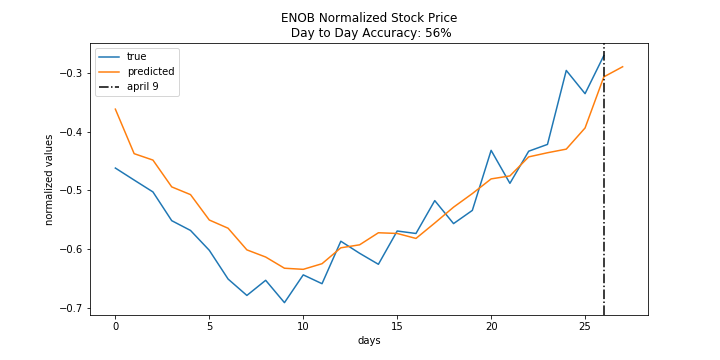 ENOB Normalized Stock Price
Day to Day Accuracy: 56%
true
predicted
april 9
normalized values
−0.3
−0.4
−0.5
−0.6
−0.7
0
5
10
15
20
25
days